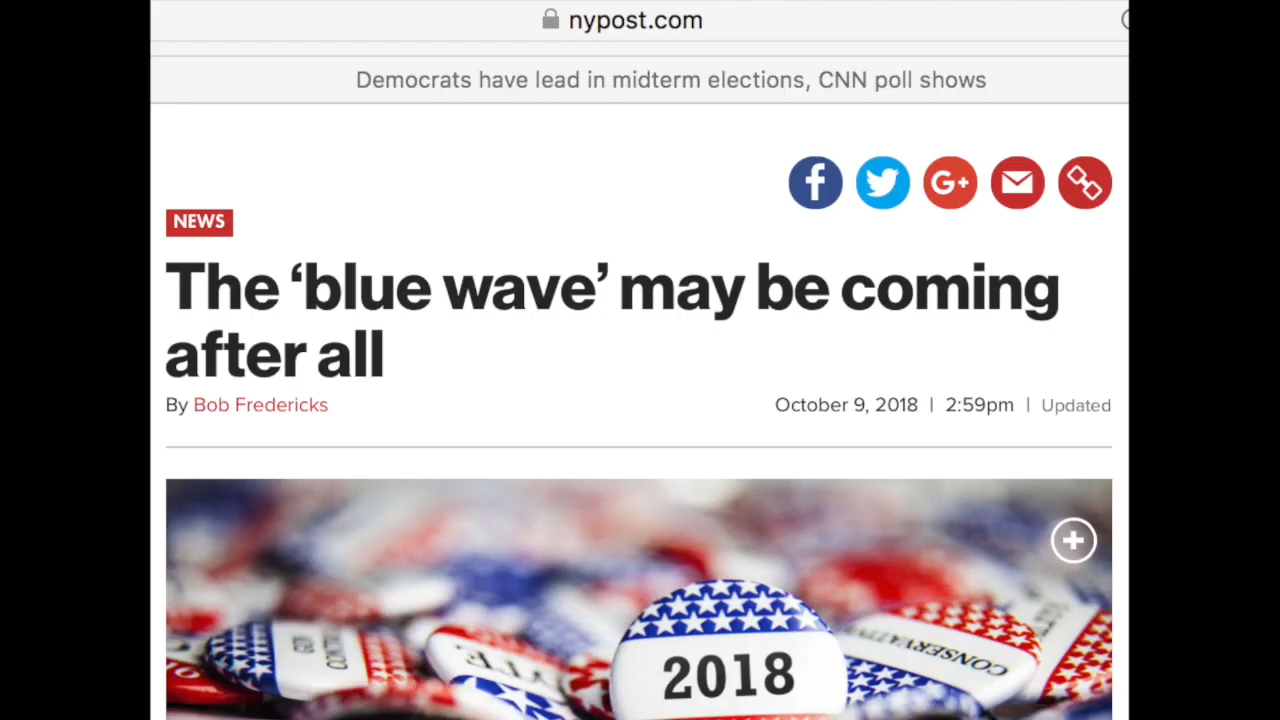 nypost.com
Democrats have lead in midterm elections, CNN poll shows
G+
NEWS
The ‘blue wave’ may be coming
after all
By Bob Fredericks
October 9, 2018 | 2:59pm | Updated
CONSERVATIV
2018